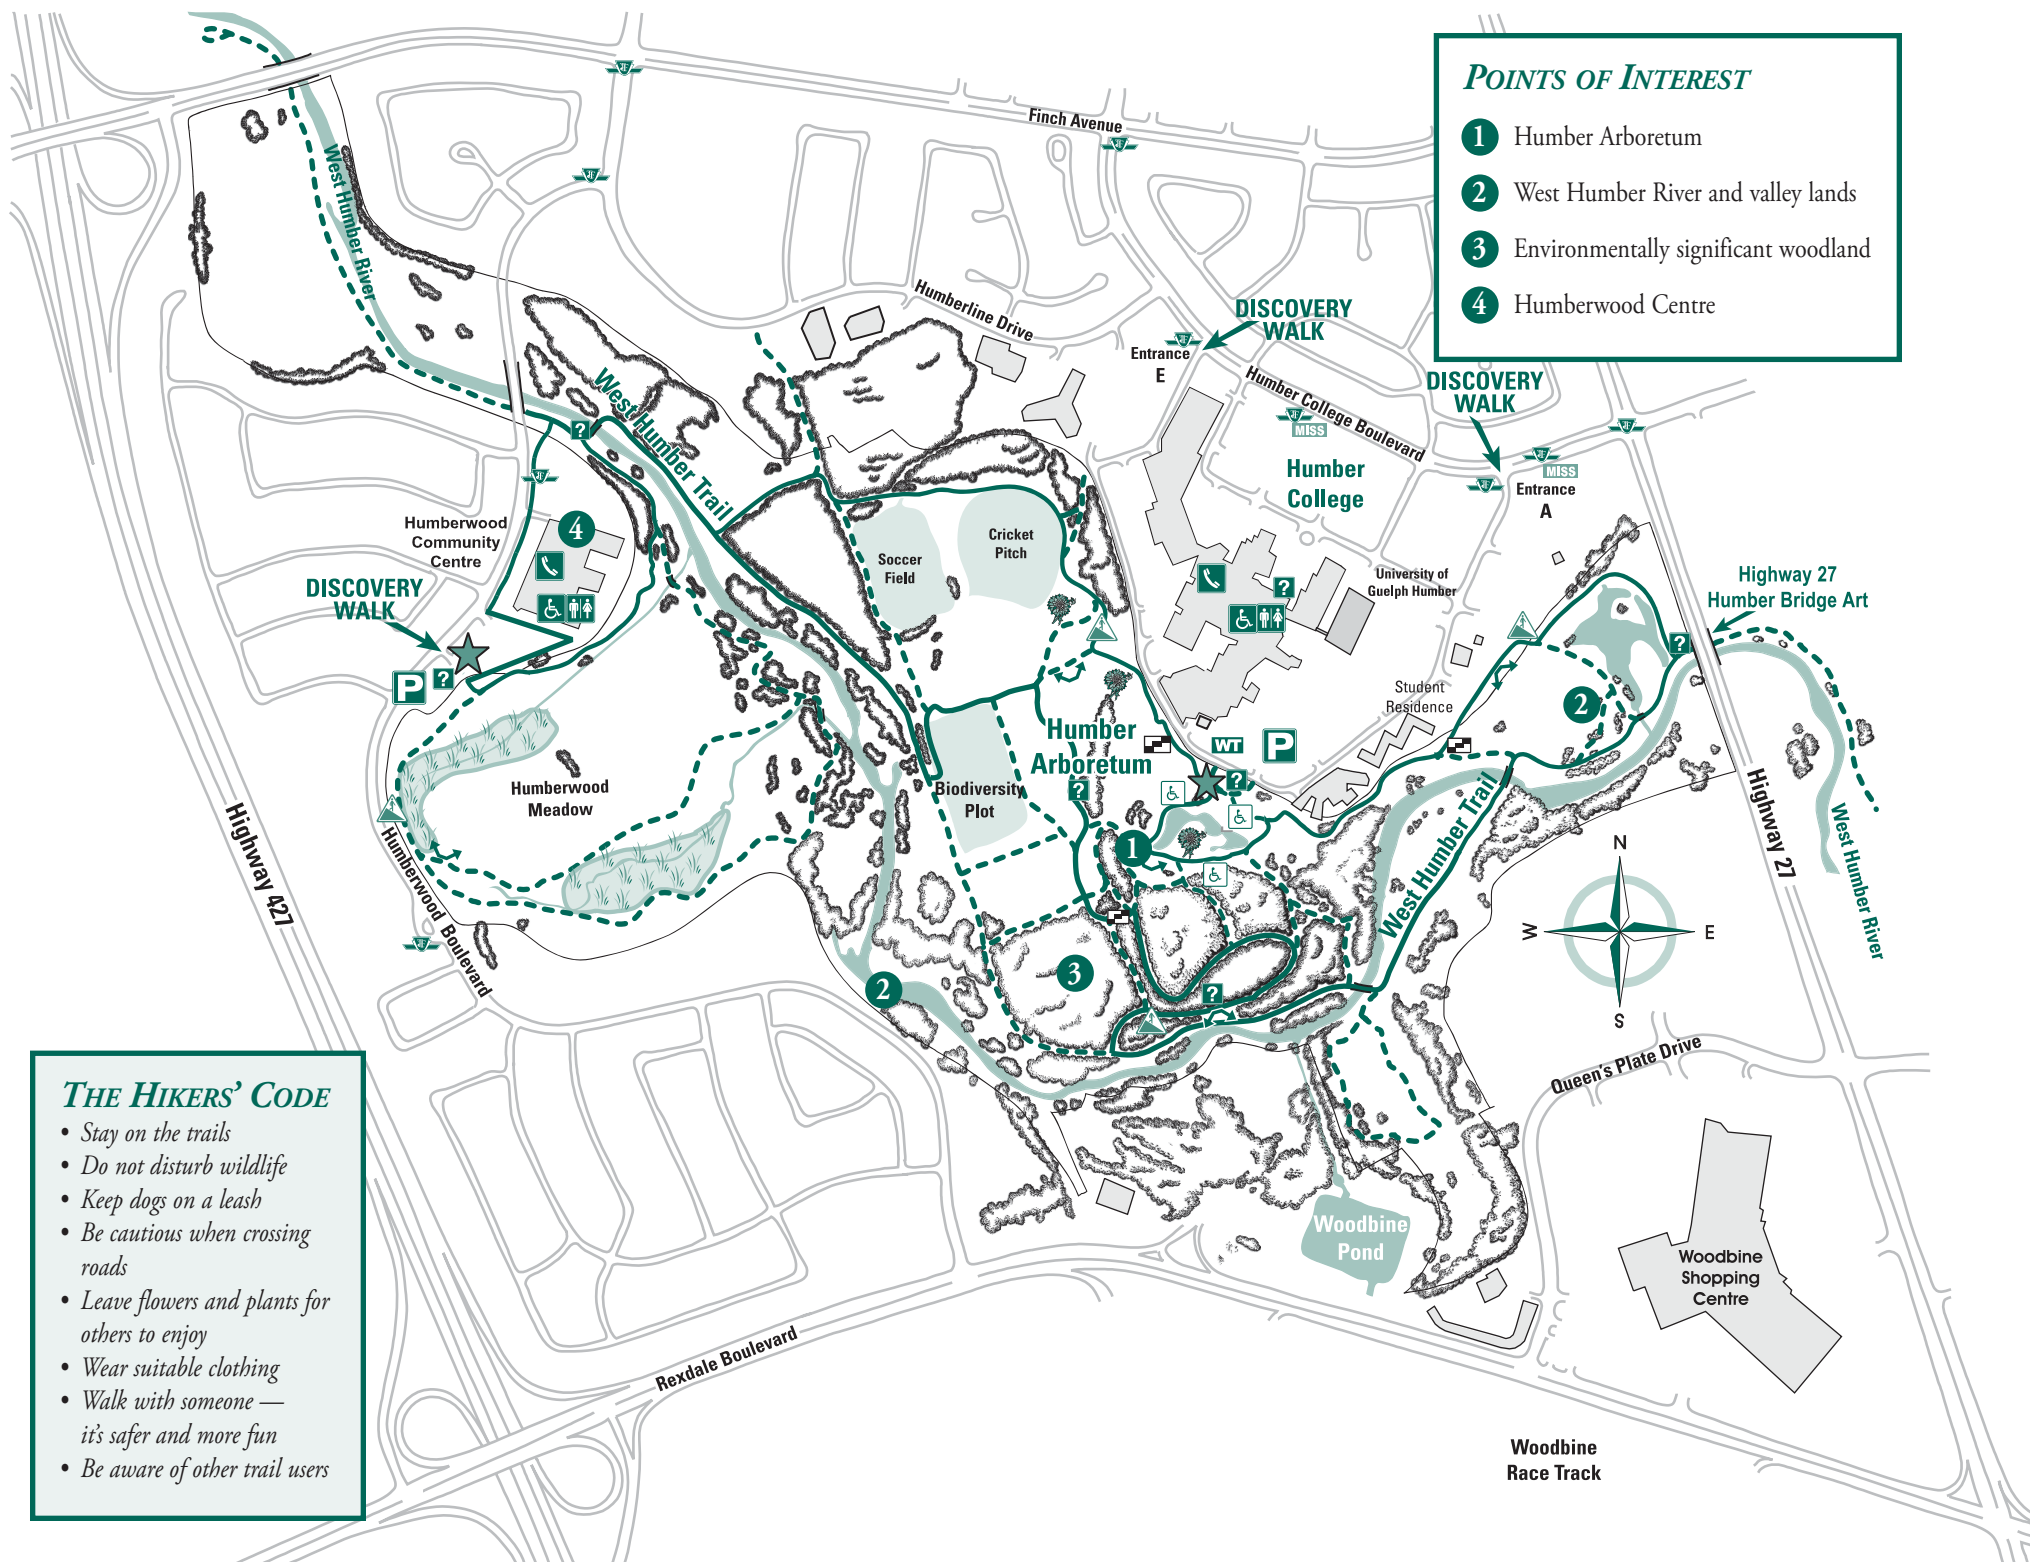 POINTS OF INTEREST
1 Humber Arboretum
2 West Humber River and valley lands
3 Environmentally significant woodland
4 Humberwood Centre
Finch Avenue
West Humber River
Humberline Drive
DISCOVERY
WALK
Entrance
E
Humber College Boulevard
MISS
DISCOVERY
WALK
MISS
Entrance
A
Humber
College
West Humber Trail
Humberwood
Community
Centre
4
?
DISCOVERY
WALK
P
?
Soccer
Field
Cricket
Pitch
?
University of
Guelph Humber
Highway 27
Humber Bridge Art
?
2
Student
Residence
Humber
Arboretum
WT
P
?
?
Humberwood
Meadow
Biodiversity
Plot
1
West Humber Trail
Highway 27
West Humber River
Highway 427
Humberwood Boulevard
2
3
?
N
W
E
S
Queen's Plate Drive
THE HIKERS' CODE
• Stay on the trails
• Do not disturb wildlife
• Keep dogs on a leash
• Be cautious when crossing
roads
• Leave flowers and plants for
others to enjoy
• Wear suitable clothing
• Walk with someone —
it's safer and more fun
• Be aware of other trail users
Woodbine
Pond
Woodbine
Shopping
Centre
Rexdale Boulevard
Woodbine
Race Track